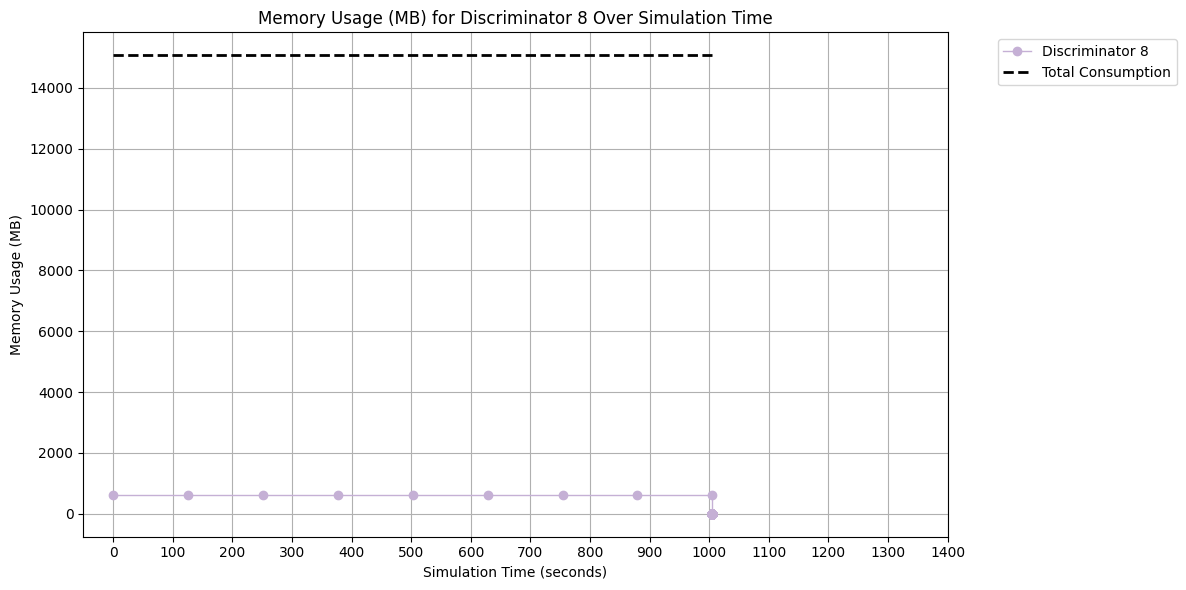 Memory Usage (MB) for Discriminator 8 Over Simulation Time
Discriminator 8
Total Consumption
Memory Usage (MB)
14000
12000
10000
8000
6000
4000
2000
0
0 100 200 300 400 500 600 700 800 900 1000 1100 1200 1300 1400
Simulation Time (seconds)